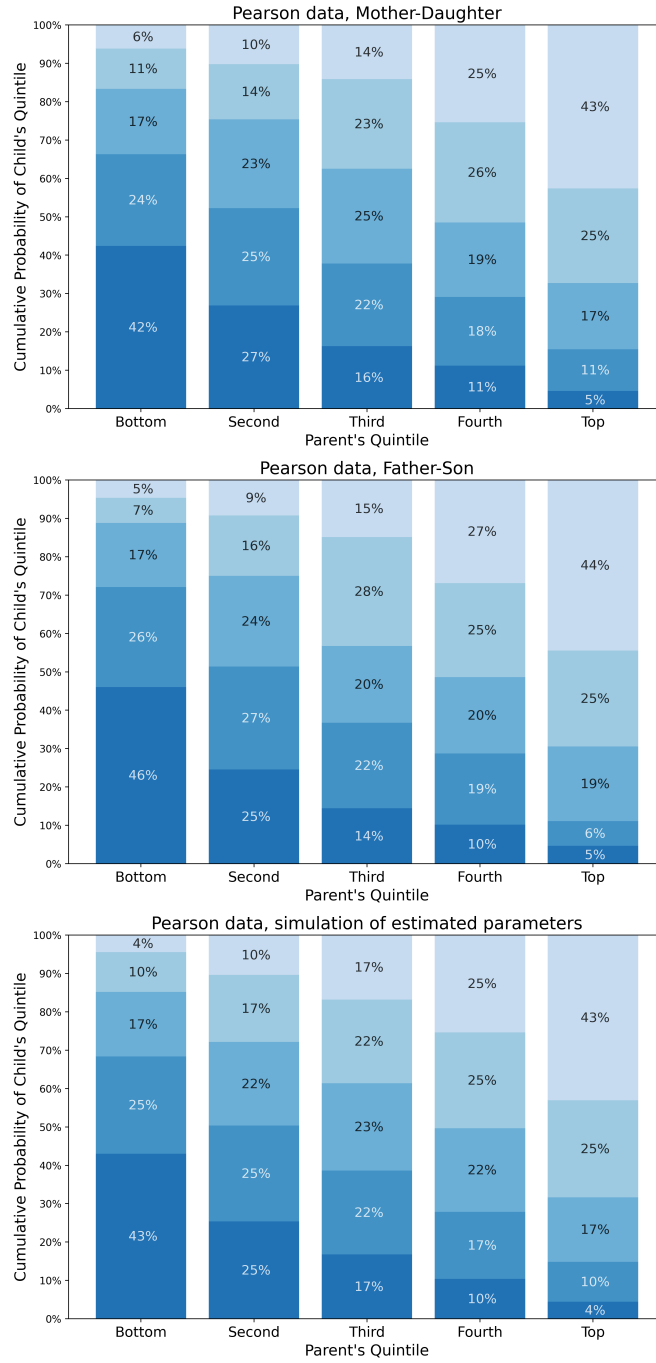 Pearson data, Mother-Daughter
Cumulative Probability of Child's Quintile
100%
90%
80%
70%
60%
50%
40%
30%
20%
10%
0%
6% 10% 14% 25% 43%
11% 14% 23% 26% 25%
17% 23% 25% 19% 17%
24% 25% 22% 18% 11%
42% 27% 16% 11% 5%
Bottom Second Third Fourth Top
Parent's Quintile
Pearson data, Father-Son
Cumulative Probability of Child's Quintile
100%
90%
80%
70%
60%
50%
40%
30%
20%
10%
0%
5% 9% 15% 27% 44%
7% 16% 28% 25% 25%
17% 24% 20% 20% 19%
26% 27% 22% 19% 6%
46% 25% 14% 10% 5%
Bottom Second Third Fourth Top
Parent's Quintile
Pearson data, simulation of estimated parameters
Cumulative Probability of Child's Quintile
100%
90%
80%
70%
60%
50%
40%
30%
20%
10%
0%
4% 10% 17% 25% 43%
10% 17% 22% 25% 25%
17% 22% 23% 22% 17%
25% 25% 22% 17% 10%
43% 25% 17% 10% 4%
Bottom Second Third Fourth Top
Parent's Quintile